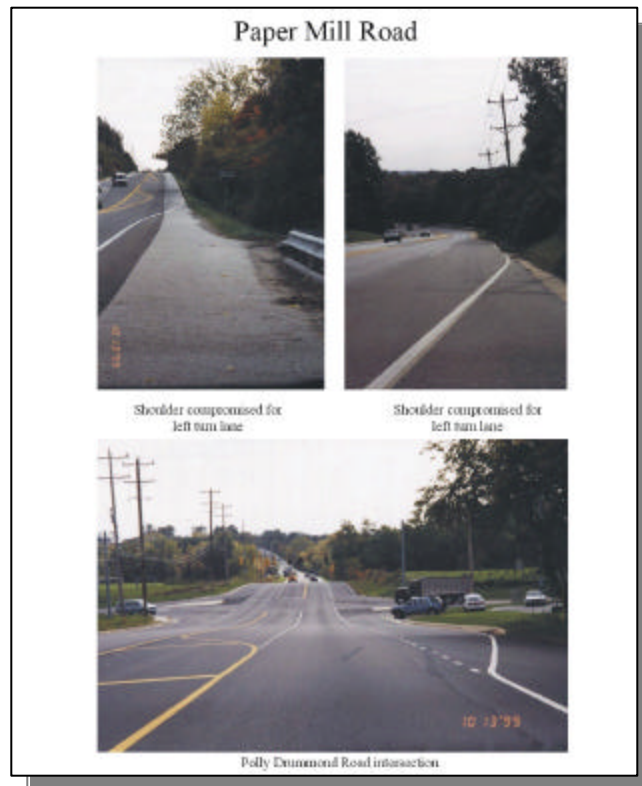 Paper Mill Road
Shoulder compromised for
left turn lane
Shoulder compromised for
left turn lane
10 13'99
Polly Drummond Road intersection